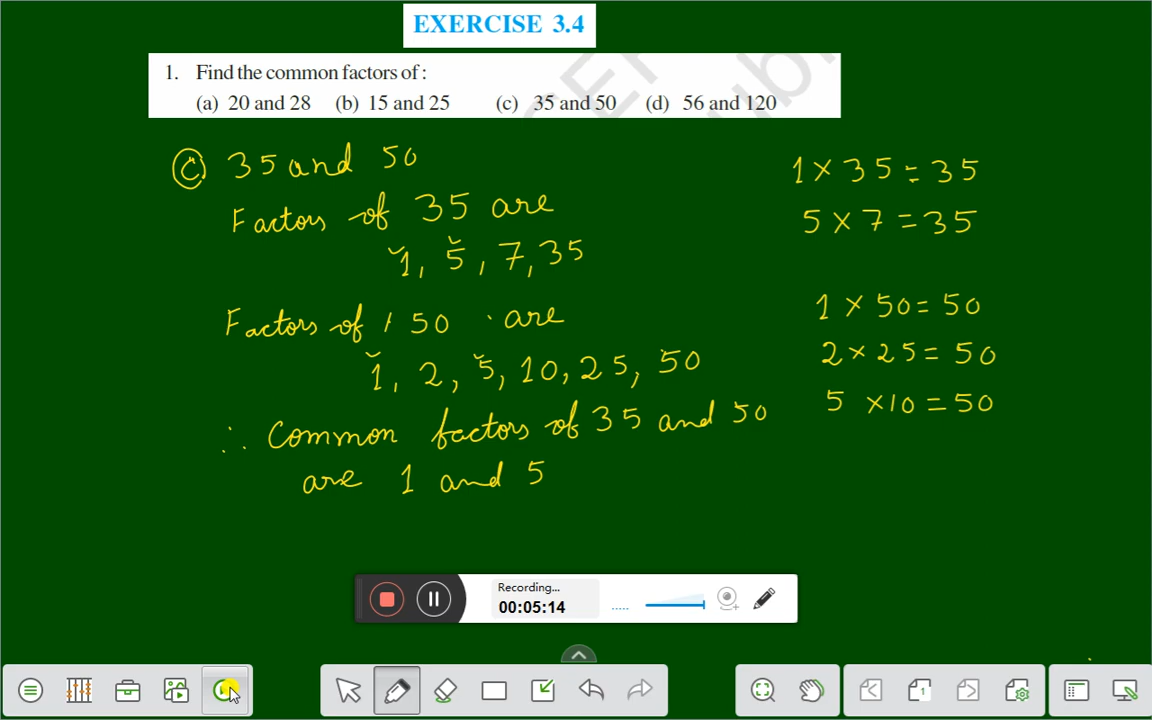 EXERCISE 3.4
1. Find the common factors of :
(a) 20 and 28 (b) 15 and 25 (c) 35 and 50 (d) 56 and 120
(C) 35 and 50
Factors of 35 are
1, 5, 7, 35
Factors of 50 are
1, 2, 5, 10, 25, 50
∴ Common factors of 35 and 50
are 1 and 5
1 × 35 = 35
5 × 7 = 35
1 × 50 = 50
2 × 25 = 50
5 × 10 = 50
Recording...
00:05:14
1